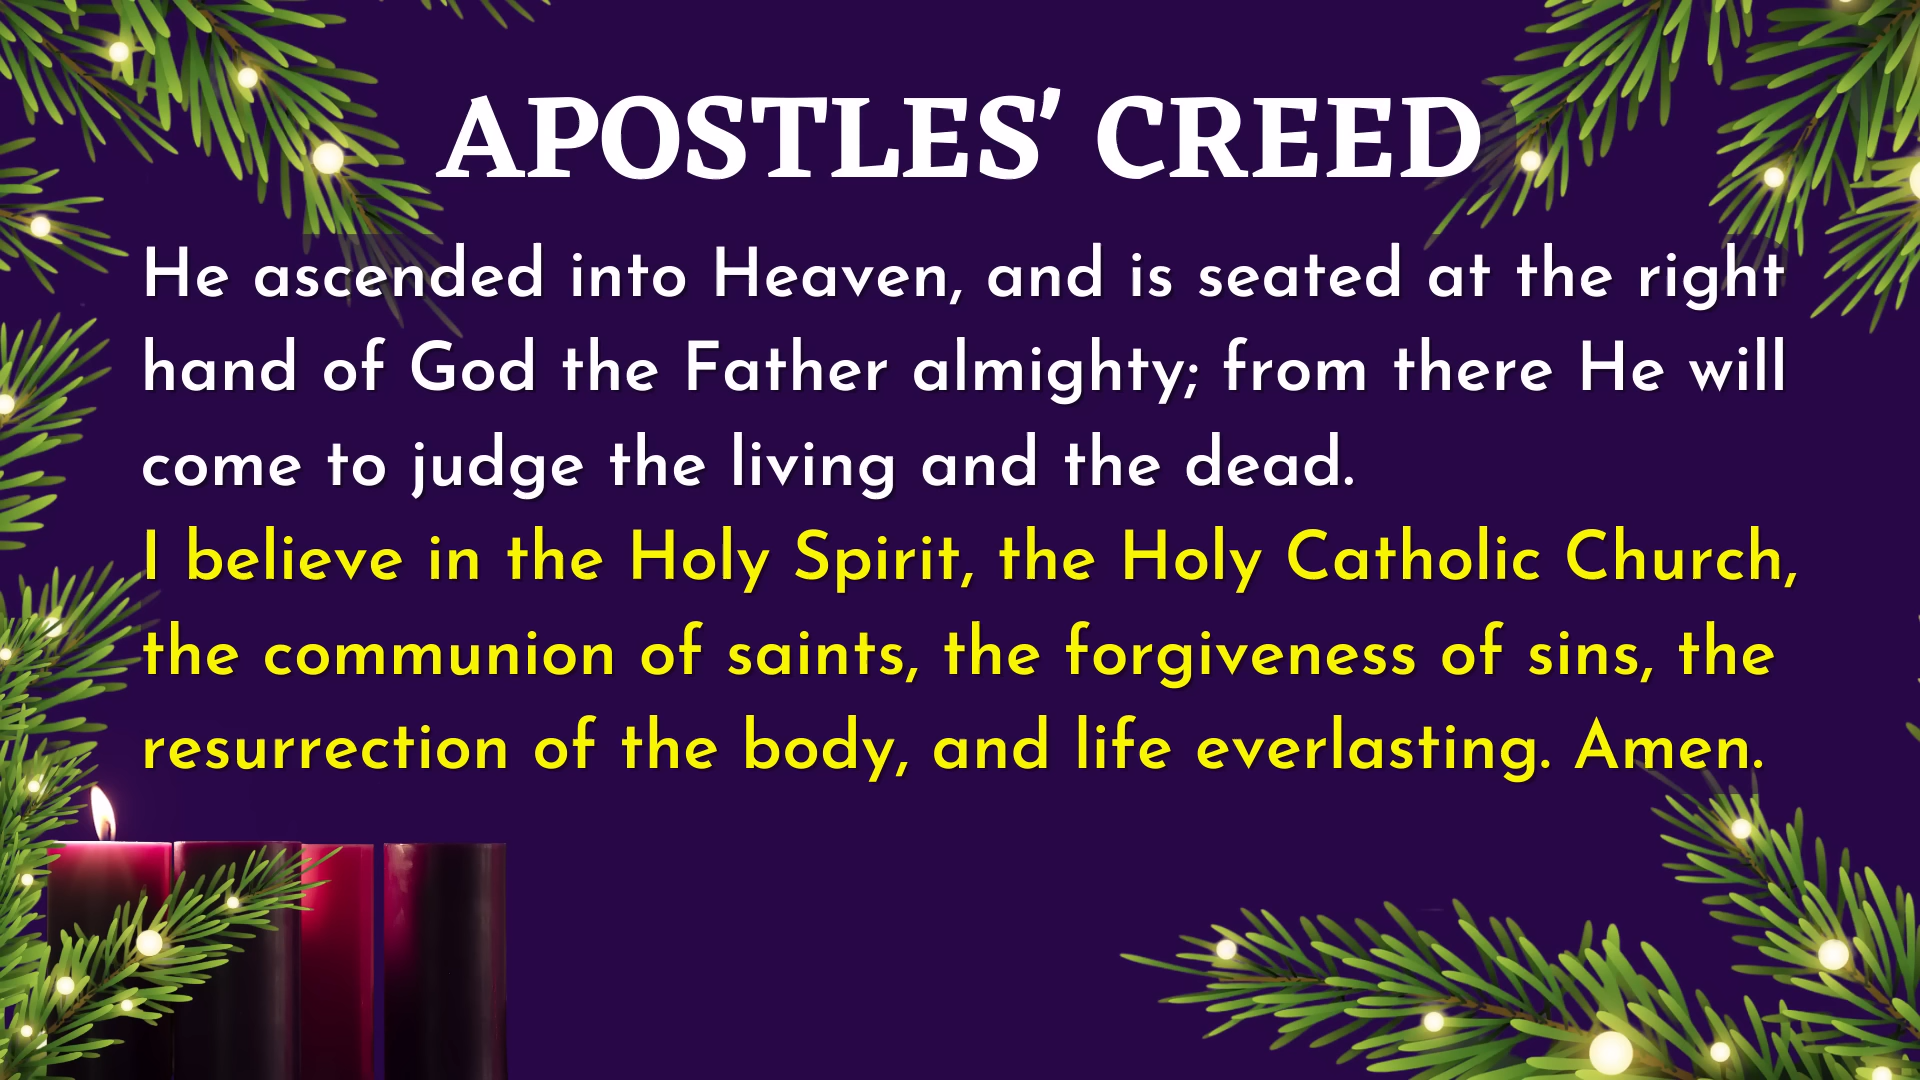 APOSTLES' CREED
He ascended into Heaven, and is seated at the right
hand of God the Father almighty; from there He will
come to judge the living and the dead.
I believe in the Holy Spirit, the Holy Catholic Church,
the communion of saints, the forgiveness of sins, the
resurrection of the body, and life everlasting. Amen.